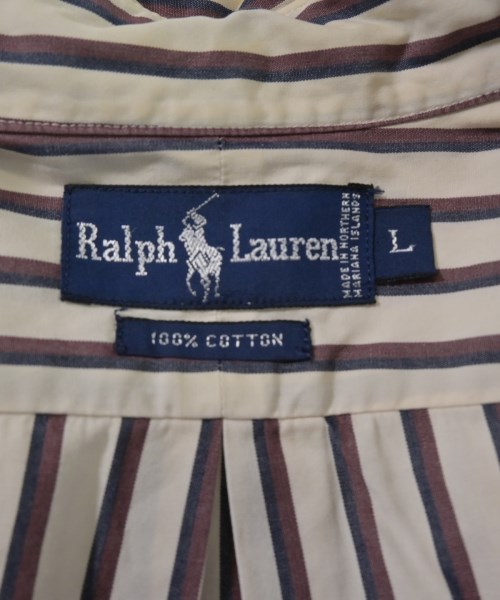 Ralph Lauren
MADE IN NORTHERN
MARIANA ISLANDS
L
100% COTTON